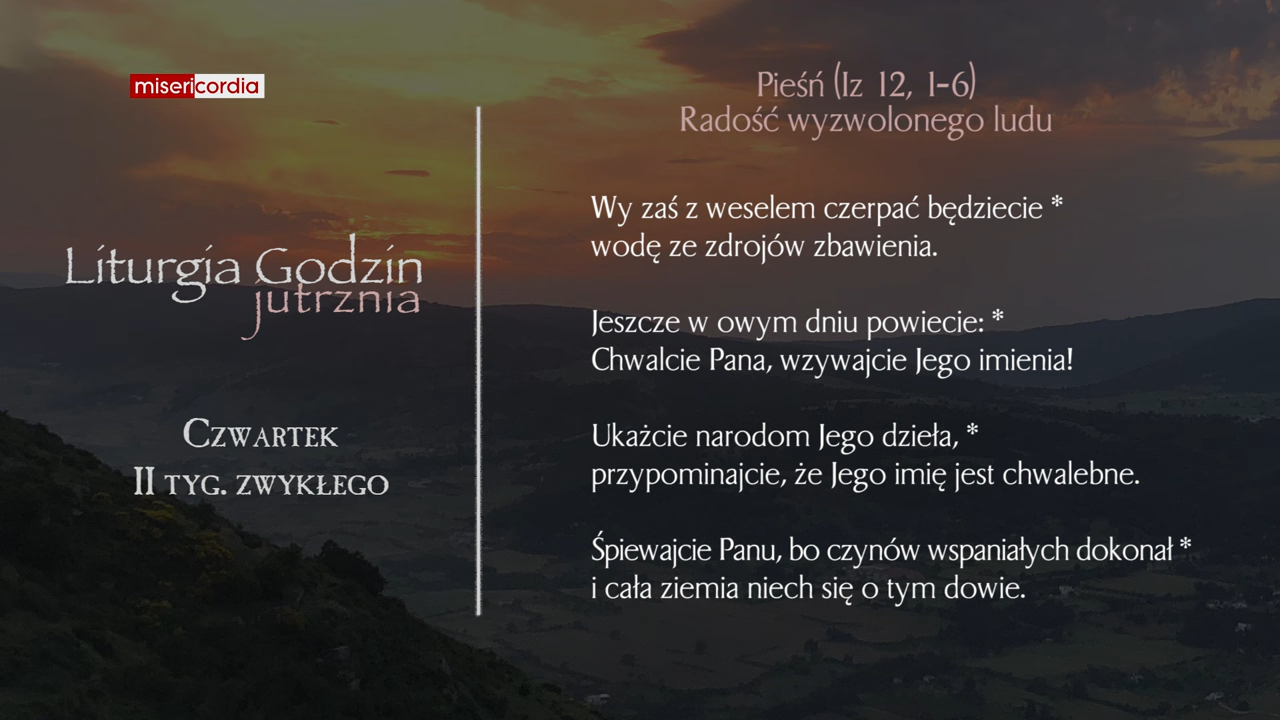 misericordia
Liturgia Godzin
jutrznia
Czwartek
II tyg. zwykłego
Pieśń (Iz 12, 1-6)
Radość wyzwolonego ludu
Wy zaś z weselem czerpać będziecie *
wodę ze zdrojów zbawienia.
Jeszcze w owym dniu powiecie: *
Chwalcie Pana, wzywajcie Jego imienia!
Ukażcie narodom Jego dzieła, *
przypominajcie, że Jego imię jest chwalebne.
Śpiewajcie Panu, bo czynów wspaniałych dokonał *
i cała ziemia niech się o tym dowie.